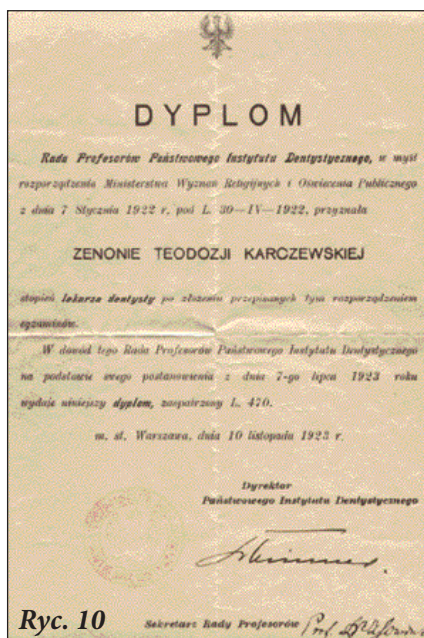 DYPLOM
Rada Profesorów Państwowego Instytutu Dentystycznego, w myśl
rozporządzenia Ministerstwa Wyznań Religijnych i Oświecenia Publicznego
z dnia 7 Stycznia 1922 r. pod L. 30—IV—1922, przyznała
ZENONIE TEODOZJI KARCZEWSKIEJ
stopień lekarza dentysty po złożeniu przepisanych tym rozporządzeniem
egzaminów.
W dowód tego Rada Profesorów Państwowego Instytutu Dentystycznego
na podstawie swego postanowienia z dnia 7-go lipca 1923 roku
wydaje niniejszy dyplom, zaopatrzony L. 470.
m. st. Warszawa, dnia 10 listopada 1923 r.
Dyrektor
Państwowego Instytutu Dentystycznego
Sekretarz Rady Profesorów Prof.
Ryc. 10